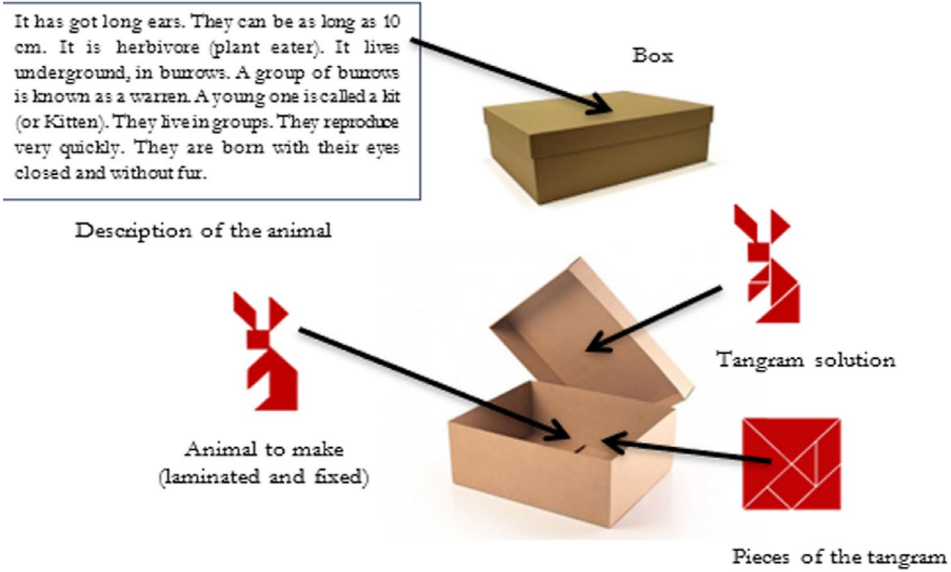 It has got long ears. They can be as long as 10
cm. It is herbivore (plant eater). It lives
underground, in burrows. A group of burrows
is known as a warren. A young one is called a kit
(or Kitten). They live in groups. They reproduce
very quickly. They are born with their eyes
closed and without fur.
Box
Description of the animal
Tangram solution
Animal to make
(laminated and fixed)
Pieces of the tangram